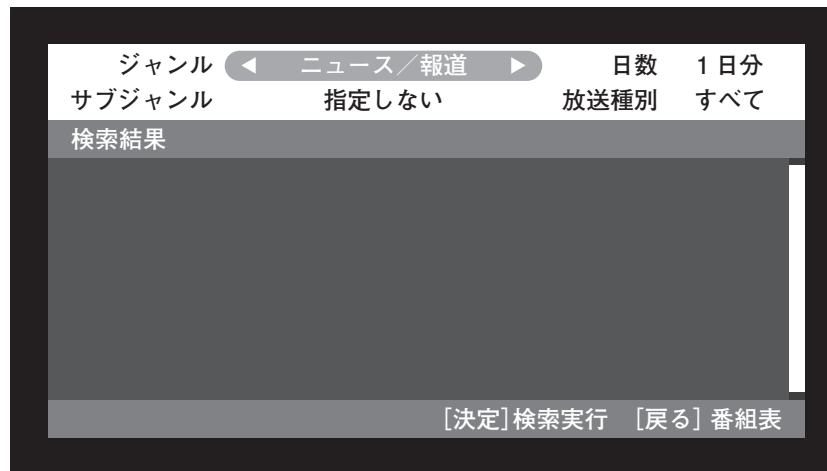 ジャンル ◀ ニュース／報道 ▶ 日数 1日分
サブジャンル 指定しない 放送種別 すべて
検索結果
[決定]検索実行 [戻る]番組表